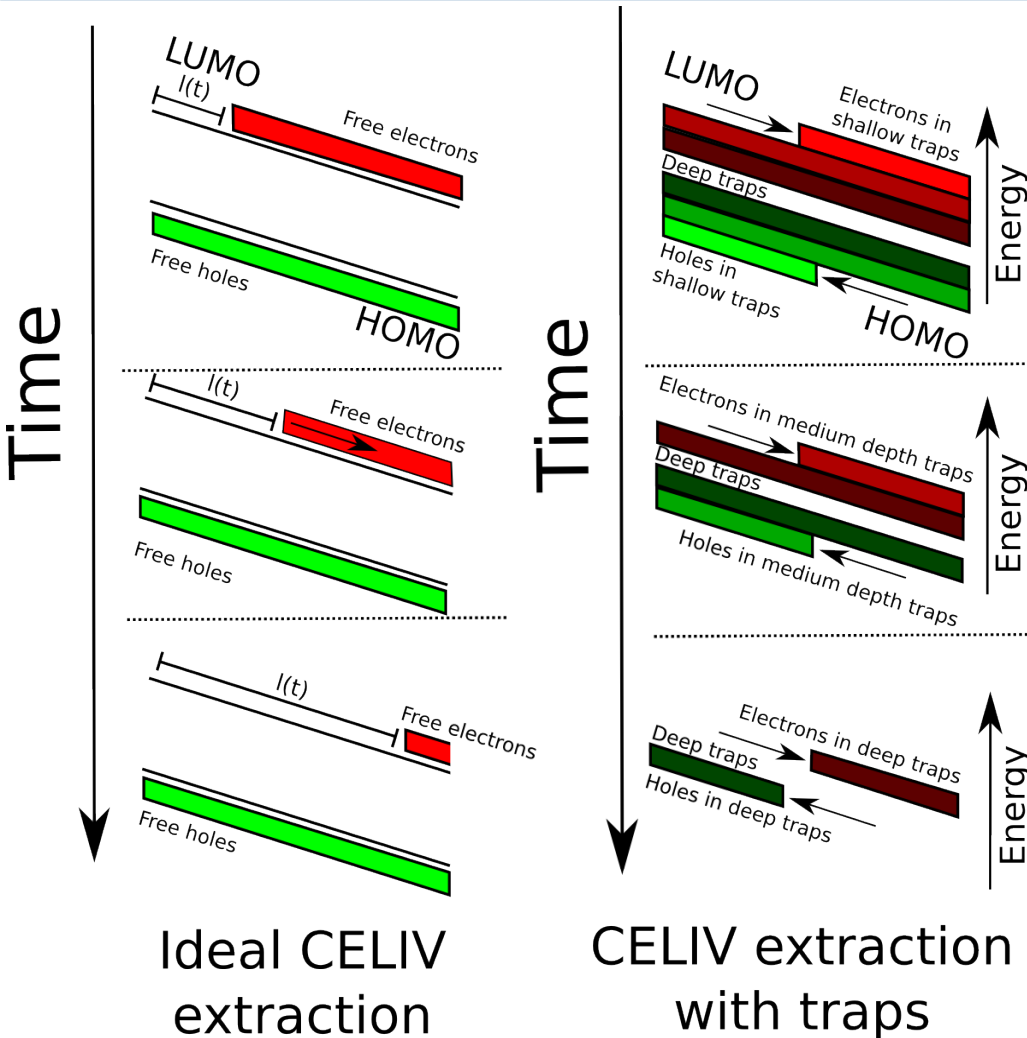 Time
LUMO
l(t)
Free electrons
Free holes
HOMO
l(t)
Free electrons
Free holes
l(t)
Free electrons
Free holes
Ideal CELIV
extraction
Time
LUMO
Electrons in
shallow traps
Deep traps
Holes in
shallow traps
HOMO
Energy
Electrons in medium depth traps
Deep traps
Holes in medium depth traps
Energy
Electrons in deep traps
Deep traps
Holes in deep traps
Energy
CELIV extraction
with traps